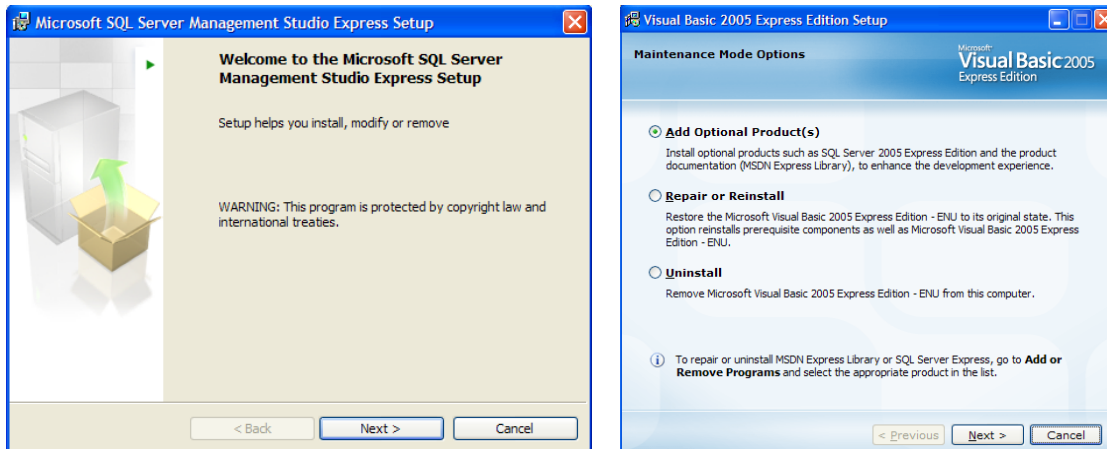 Microsoft SQL Server Management Studio Express Setup
Welcome to the Microsoft SQL Server
Management Studio Express Setup
Setup helps you install, modify or remove
WARNING: This program is protected by copyright law and
international treaties.
< Back
Next >
Cancel
Visual Basic 2005 Express Edition Setup
Maintenance Mode Options
Microsoft
Visual Basic 2005
Express Edition
Add Optional Product(s)
Install optional products such as SQL Server 2005 Express Edition and the product
documentation (MSDN Express Library), to enhance the development experience.
Repair or Reinstall
Restore the Microsoft Visual Basic 2005 Express Edition - ENU to its original state. This
option reinstalls prerequisite components as well as Microsoft Visual Basic 2005 Express
Edition - ENU.
Uninstall
Remove Microsoft Visual Basic 2005 Express Edition - ENU from this computer.
To repair or uninstall MSDN Express Library or SQL Server Express, go to Add or
Remove Programs and select the appropriate product in the list.
< Previous
Next >
Cancel